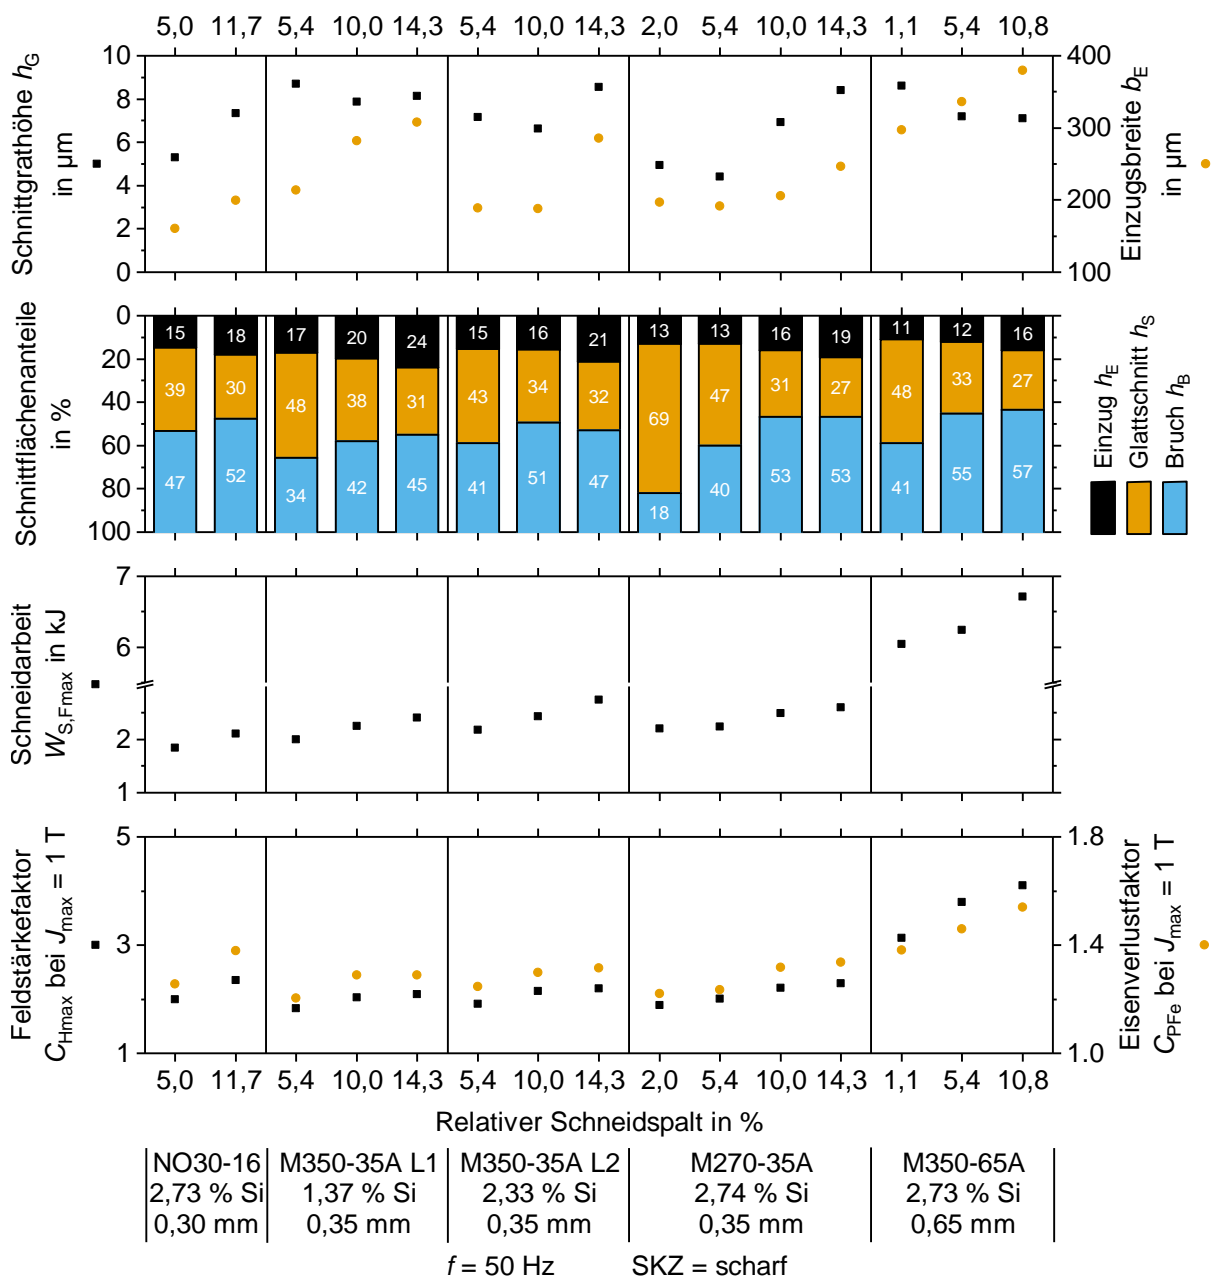 5,0 11,7 5,4 10,0 14,3 5,4 10,0 14,3 2,0 5,4 10,0 14,3 1,1 5,4 10,8
Schnittgrathöhe h_G
in µm
10
8
6
4
2
0
400
300
200
100
Einzugsbreite b_E
in µm
Schnittflächenanteile
in %
0
20
40
60
80
100
15 18 17 20 24 15 16 21 13 13 16 19 11 12 16
39 30 48 38 31 43 34 32 69 47 31 27 48 33 27
47 52 34 42 45 41 51 47 18 40 53 53 41 55 57
Einzug h_E
Glattschnitt h_S
Bruch h_B
Schneidarbeit
W_S,Fmax in kJ
7
6
2
1
Feldstärkefaktor
C_Hmax bei J_max = 1 T
5
3
1
1.8
1.4
1.0
Eisenverlustfaktor
C_PFe bei J_max = 1 T
5,0 11,7 5,4 10,0 14,3 5,4 10,0 14,3 2,0 5,4 10,0 14,3 1,1 5,4 10,8
Relativer Schneidspalt in %
NO30-16 M350-35A L1 M350-35A L2 M270-35A M350-65A
2,73 % Si 1,37 % Si 2,33 % Si 2,74 % Si 2,73 % Si
0,30 mm 0,35 mm 0,35 mm 0,35 mm 0,65 mm
f = 50 Hz SKZ = scharf